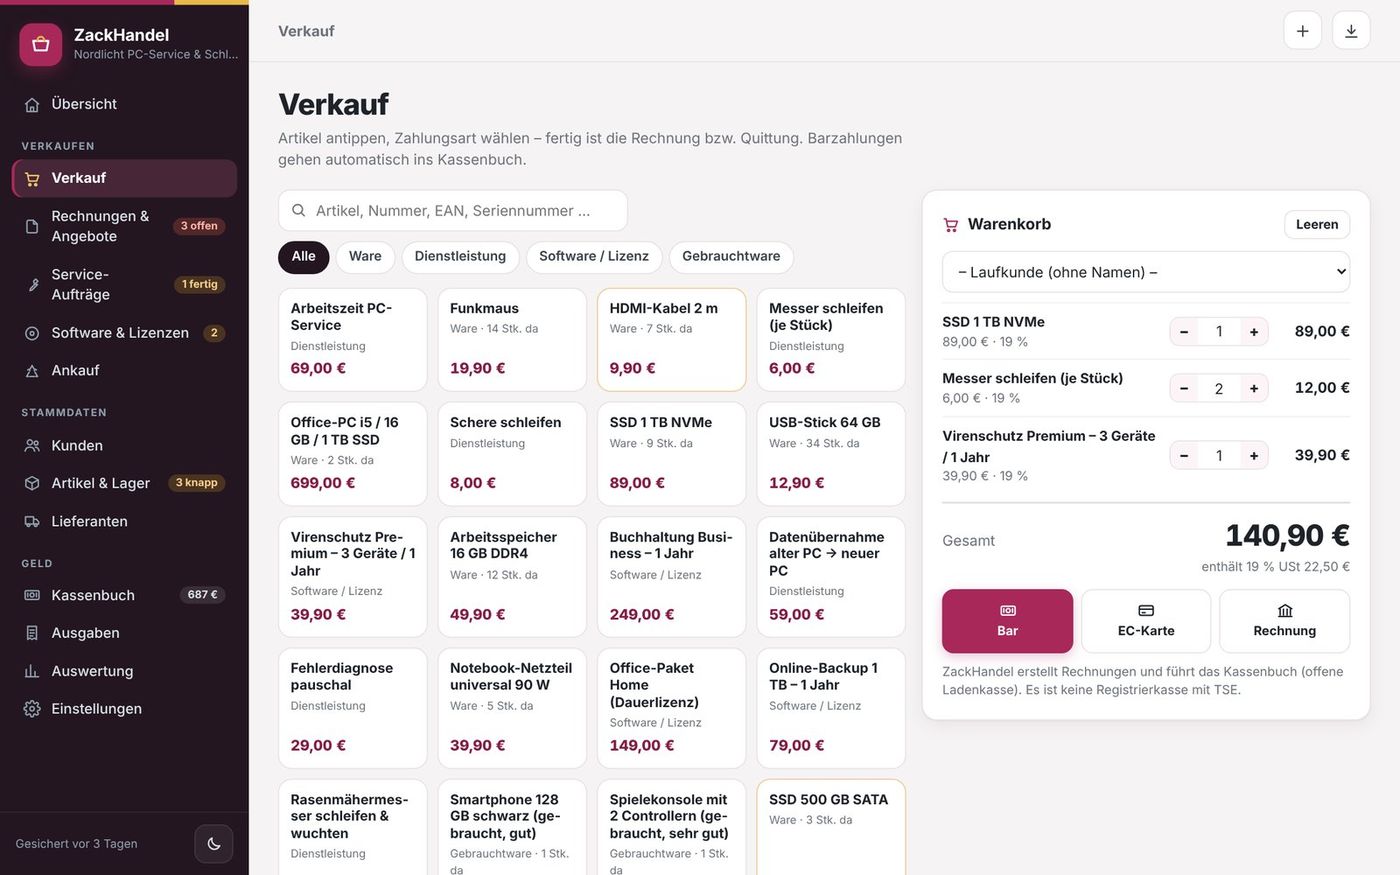 ZackHandel
Nordlicht PC-Service & Schl...
Übersicht
VERKAUFEN
Verkauf
Rechnungen &
Angebote
3 offen
Service-
Aufträge
1 fertig
Software & Lizenzen
2
Ankauf
STAMMDATEN
Kunden
Artikel & Lager
3 knapp
Lieferanten
GELD
Kassenbuch
687 €
Ausgaben
Auswertung
Einstellungen
Gesichert vor 3 Tagen
Verkauf
Verkauf
Artikel antippen, Zahlungsart wählen – fertig ist die Rechnung bzw. Quittung. Barzahlungen
gehen automatisch ins Kassenbuch.
Artikel, Nummer, EAN, Seriennummer ...
Alle
Ware
Dienstleistung
Software / Lizenz
Gebrauchtware
Arbeitszeit PC-
Service
Dienstleistung
69,00 €
Funkmaus
Ware · 14 Stk. da
19,90 €
HDMI-Kabel 2 m
Ware · 7 Stk. da
9,90 €
Messer schleifen
(je Stück)
Dienstleistung
6,00 €
Office-PC i5 / 16
GB / 1 TB SSD
Ware · 2 Stk. da
699,00 €
Schere schleifen
Dienstleistung
8,00 €
SSD 1 TB NVMe
Ware · 9 Stk. da
89,00 €
USB-Stick 64 GB
Ware · 34 Stk. da
12,90 €
Virenschutz Pre-
mium – 3 Geräte / 1
Jahr
Software / Lizenz
39,90 €
Arbeitsspeicher
16 GB DDR4
Ware · 12 Stk. da
49,90 €
Buchhaltung Busi-
ness – 1 Jahr
Software / Lizenz
249,00 €
Datenübernahme
alter PC → neuer
PC
Dienstleistung
59,00 €
Fehlerdiagnose
pauschal
Dienstleistung
29,00 €
Notebook-Netzteil
universal 90 W
Ware · 5 Stk. da
39,90 €
Office-Paket
Home
(Dauerlizenz)
Software / Lizenz
149,00 €
Online-Backup 1
TB – 1 Jahr
Software / Lizenz
79,00 €
Rasenmähermes-
ser schleifen &
wuchten
Dienstleistung
Smartphone 128
GB schwarz (ge-
braucht, gut)
Gebrauchtware · 1 Stk.
da
Spielekonsole mit
2 Controllern (ge-
braucht, sehr gut)
Gebrauchtware · 1 Stk.
da
SSD 500 GB SATA
Ware · 3 Stk. da
Warenkorb
Leeren
– Laufkunde (ohne Namen) –
SSD 1 TB NVMe
89,00 € · 19 %
− 1 +
89,00 €
Messer schleifen (je Stück)
6,00 € · 19 %
− 2 +
12,00 €
Virenschutz Premium – 3 Geräte
/ 1 Jahr
39,90 € · 19 %
− 1 +
39,90 €
Gesamt
140,90 €
enthält 19 % USt 22,50 €
Bar
EC-Karte
Rechnung
ZackHandel erstellt Rechnungen und führt das Kassenbuch (offene
Ladenkasse). Es ist keine Registrierkasse mit TSE.